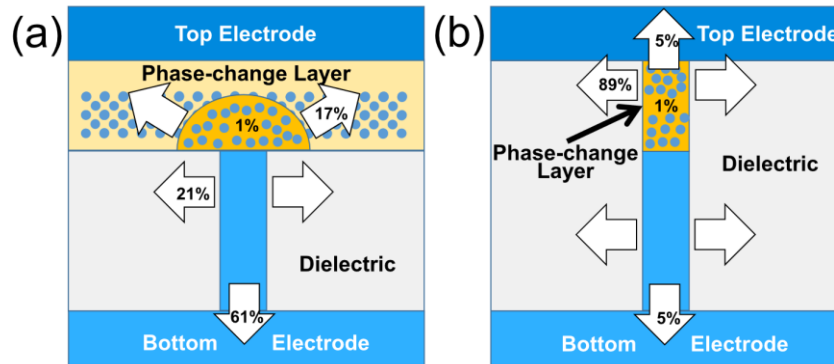 (a)
Top Electrode
Phase-change Layer
17%
1%
21%
Dielectric
61%
Bottom Electrode
(b)
5% Top Electrode
89%
1%
Phase-change
Layer
Dielectric
5%
Bottom Electrode